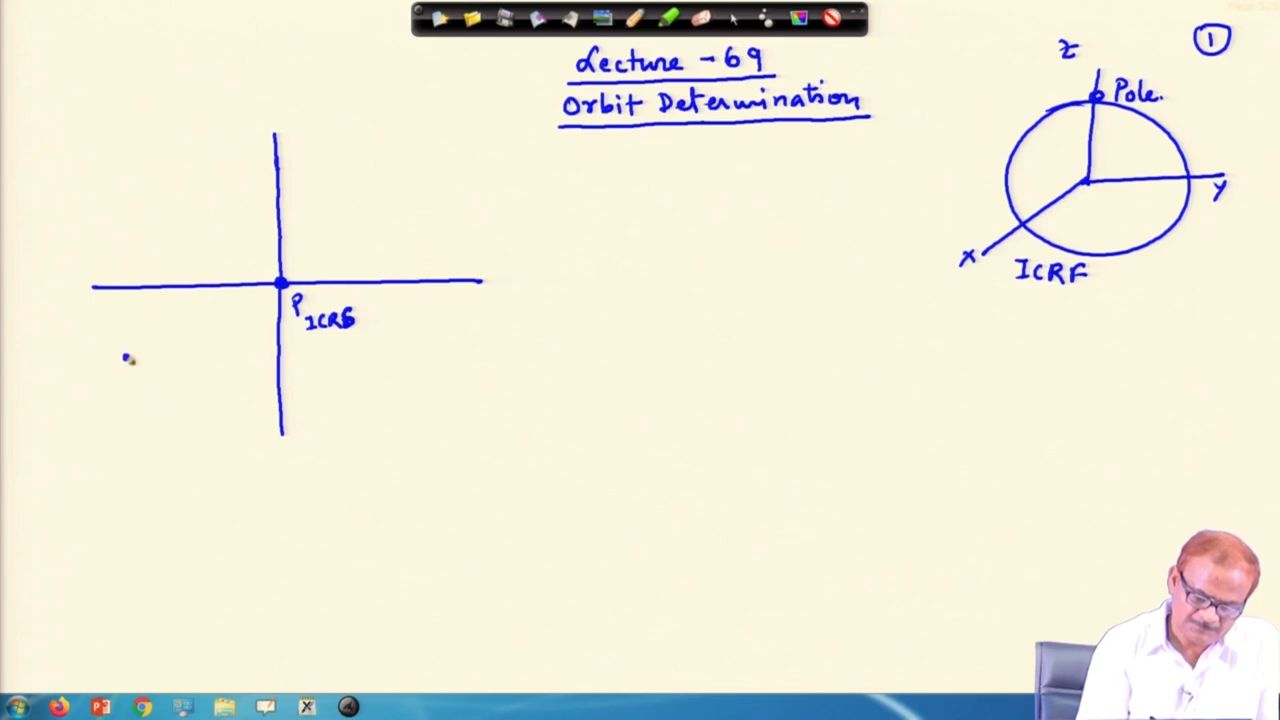 Lecture - 69
Orbit Determination
1
Z
Pole.
Y
X
ICRF
P ICRS